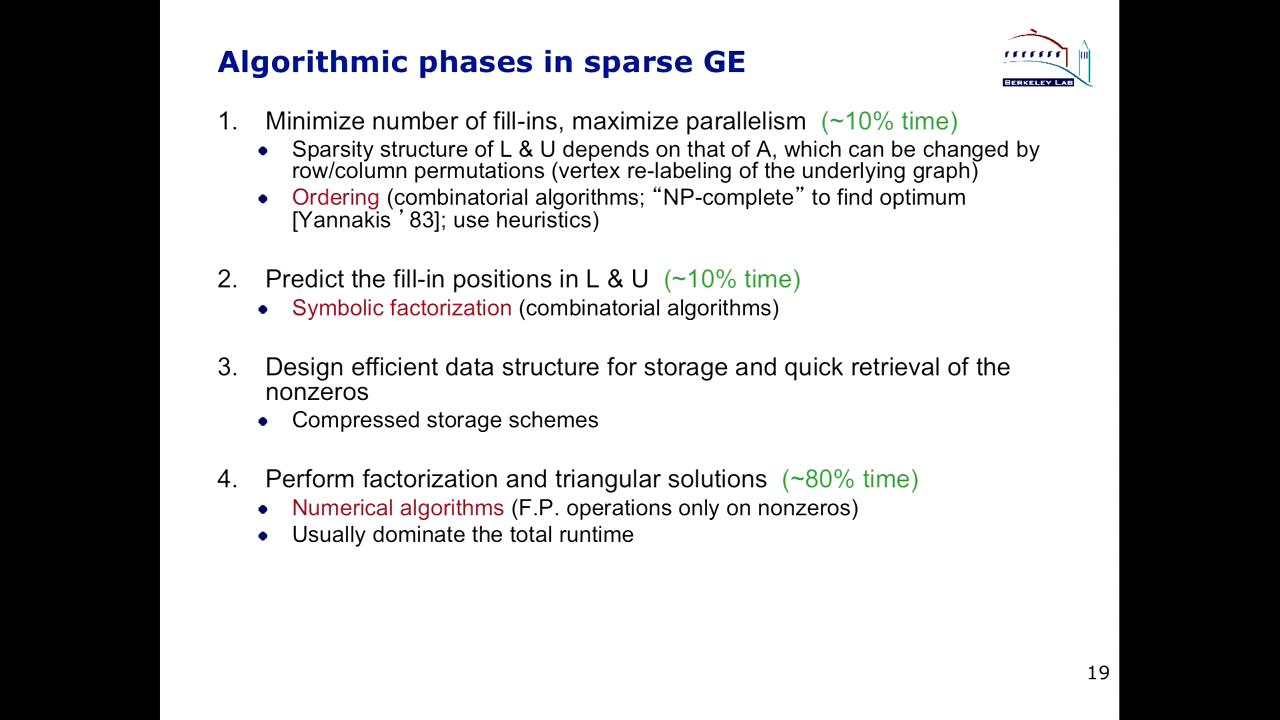 Algorithmic phases in sparse GE
BERKELEY LAB
1. Minimize number of fill-ins, maximize parallelism (~10% time)
• Sparsity structure of L & U depends on that of A, which can be changed by
row/column permutations (vertex re-labeling of the underlying graph)
• Ordering (combinatorial algorithms; “NP-complete” to find optimum
[Yannakis ’83]; use heuristics)
2. Predict the fill-in positions in L & U (~10% time)
• Symbolic factorization (combinatorial algorithms)
3. Design efficient data structure for storage and quick retrieval of the
nonzeros
• Compressed storage schemes
4. Perform factorization and triangular solutions (~80% time)
• Numerical algorithms (F.P. operations only on nonzeros)
• Usually dominate the total runtime
19